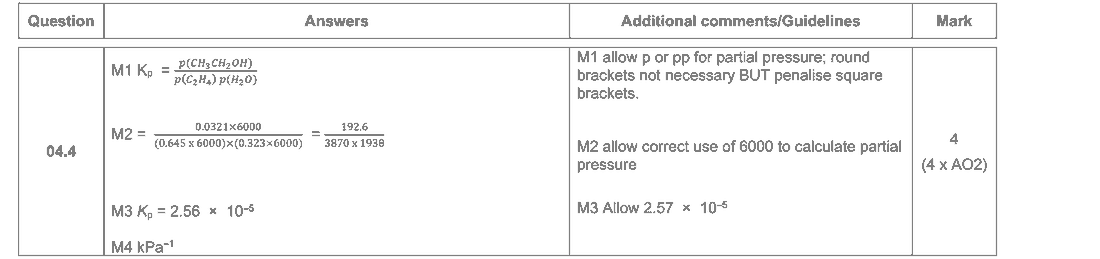 Question Answers Additional comments/Guidelines Mark
M1 allow p or pp for partial pressure; round
M1 Kₚ = p(CH₃CH₂OH) / p(C₂H₄) p(H₂O)
brackets not necessary BUT penalise square
brackets.
M2 = 0.0321×6000 / (0.645 x 6000)×(0.323×6000) = 192.6 / 3870 x 1938
04.4
M2 allow correct use of 6000 to calculate partial
pressure
4
(4 x AO2)
M3 Kₚ = 2.56 × 10⁻⁵
M3 Allow 2.57 × 10⁻⁵
M4 kPa⁻¹